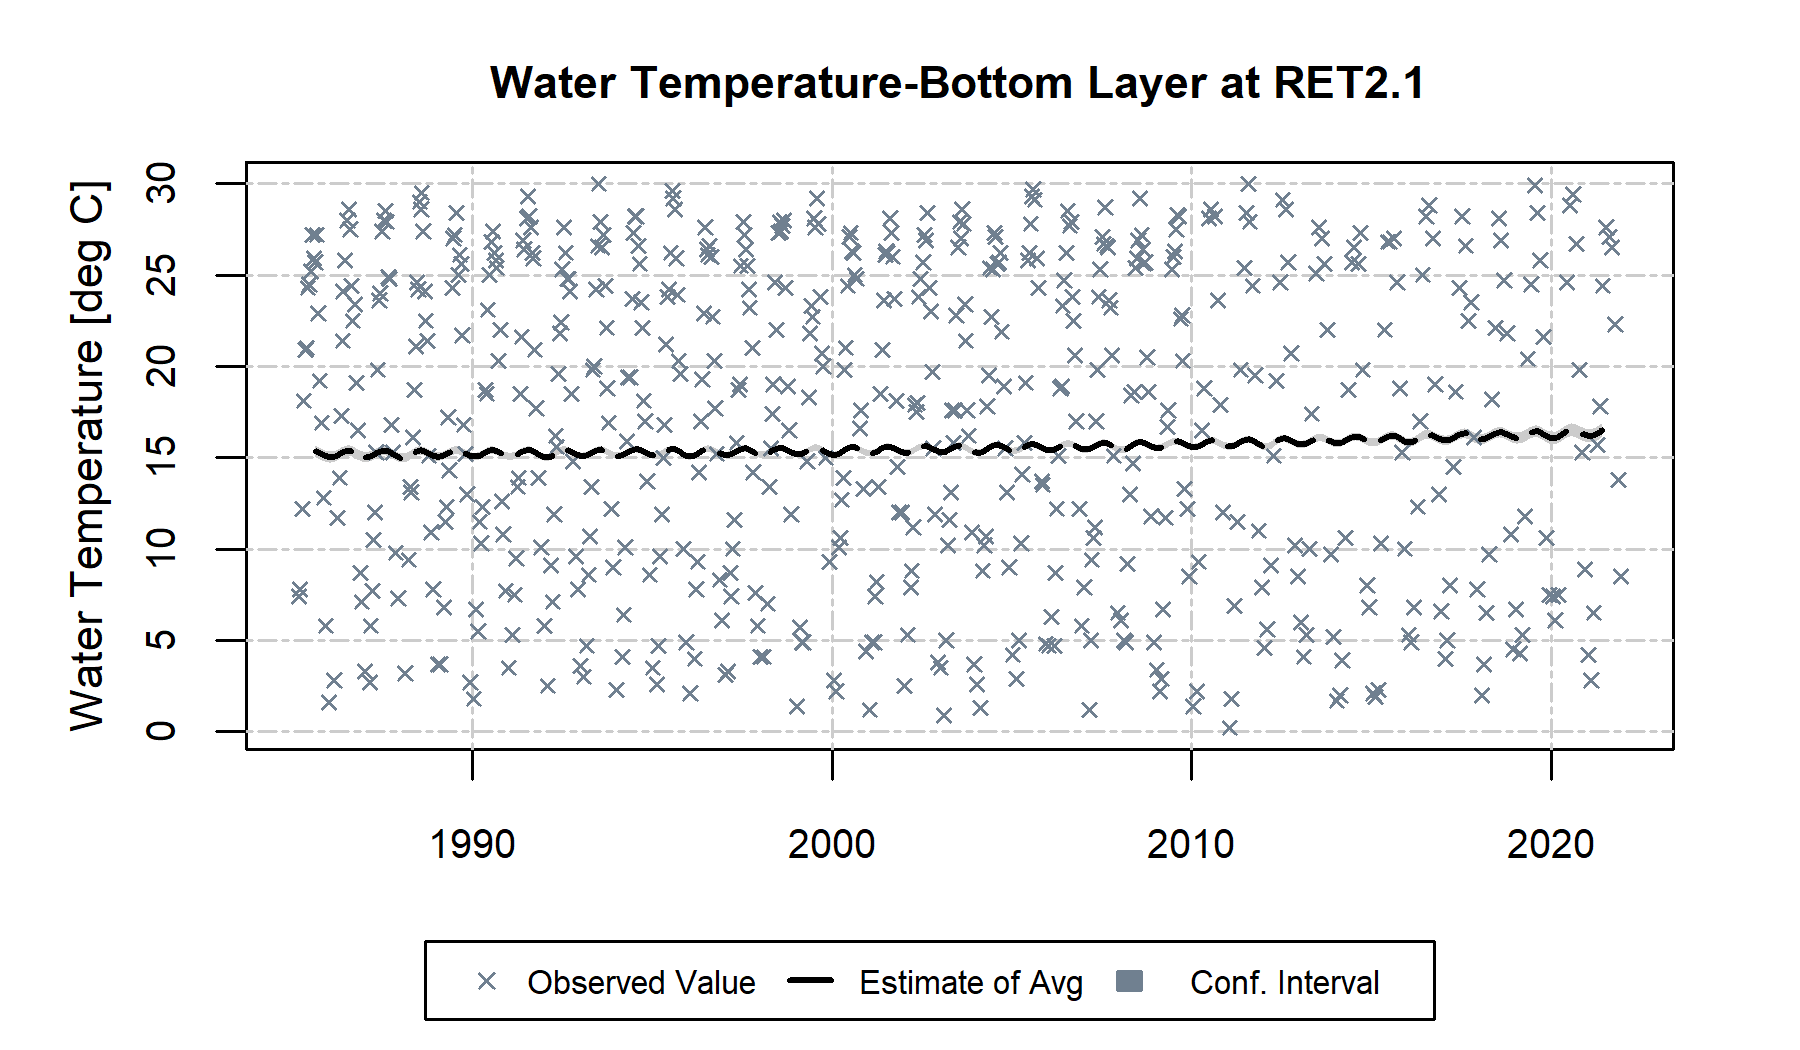 Water Temperature-Bottom Layer at RET2.1
Water Temperature [deg C]
30
25
20
15
10
5
0
1990 2000 2010 2020
Observed Value Estimate of Avg Conf. Interval